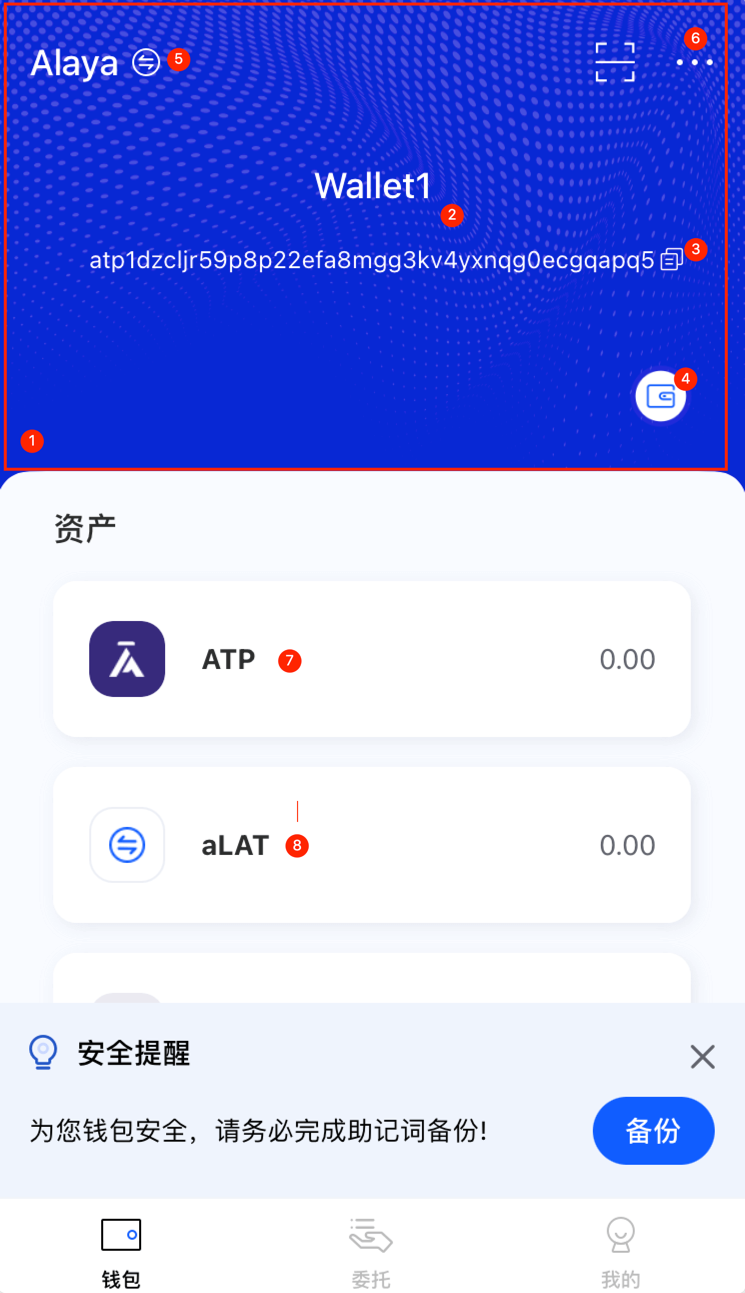 Alaya 5
6
Wallet1
2
atp1dzcljr59p8p22efa8mgg3kv4yxnqg0ecgqapq5 3
4
1
资产
ATP 7 0.00
aLAT 8 0.00
安全提醒
为您钱包安全，请务必完成助记词备份!
备份
钱包 委托 我的